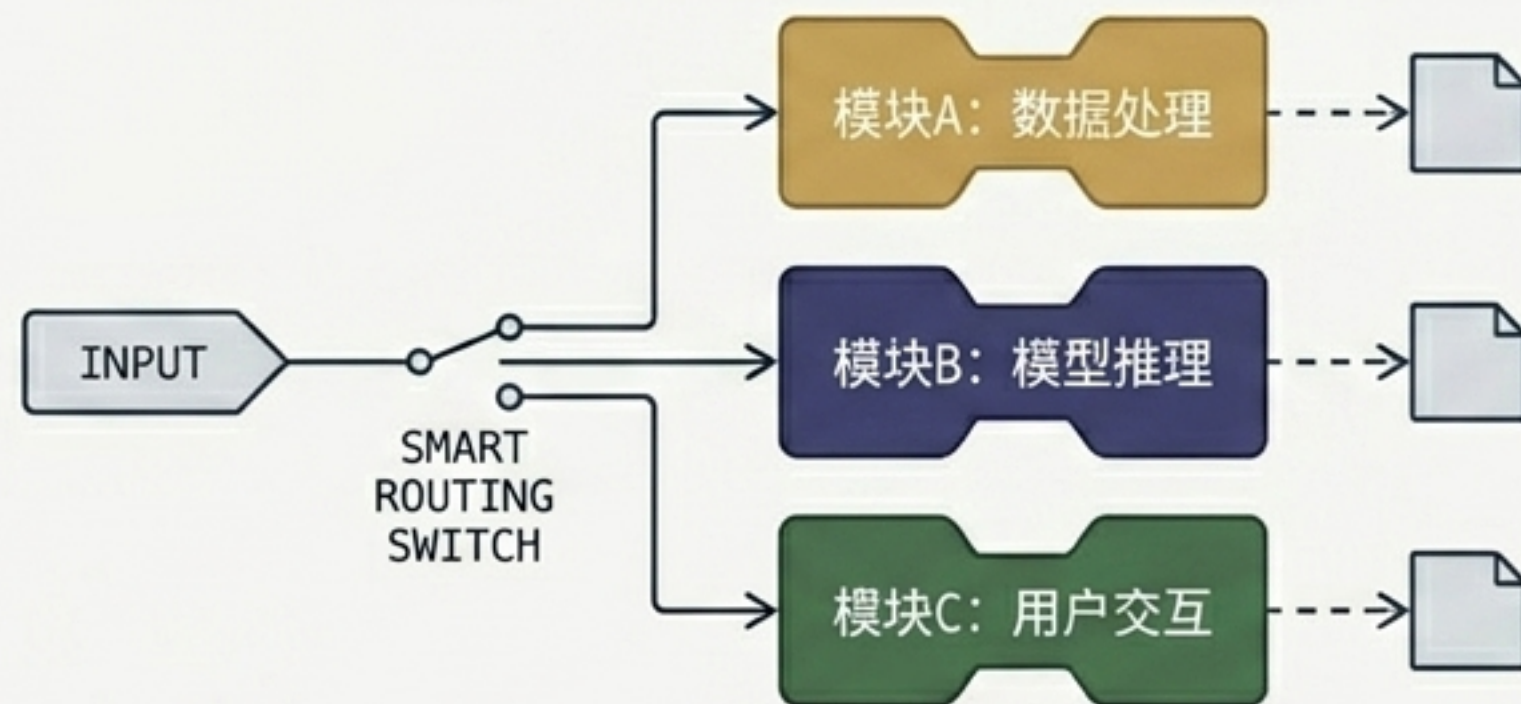 模块A：数据处理
模块B：模型推理
INPUT
SMART
ROUTING
SWITCH
模块C：用户交互